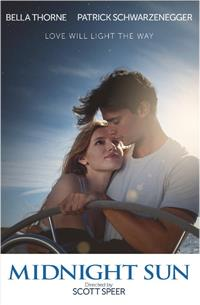 BELLA THORNE PATRICK SCHWARZENEGGER
LOVE WILL LIGHT THE WAY
MIDNIGHT SUN
Directed by
SCOTT SPEER